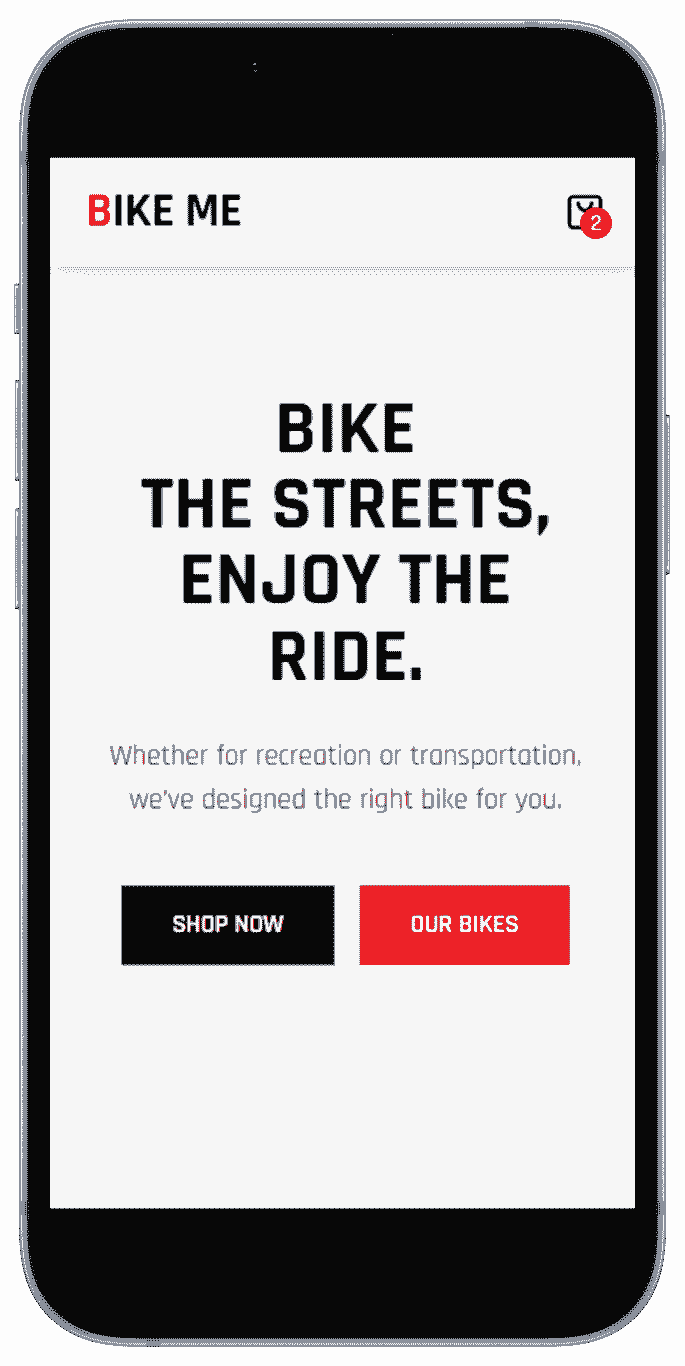 BIKE ME
2
BIKE
THE STREETS,
ENJOY THE
RIDE.
Whether for recreation or transportation,
we've designed the right bike for you.
SHOP NOW
OUR BIKES